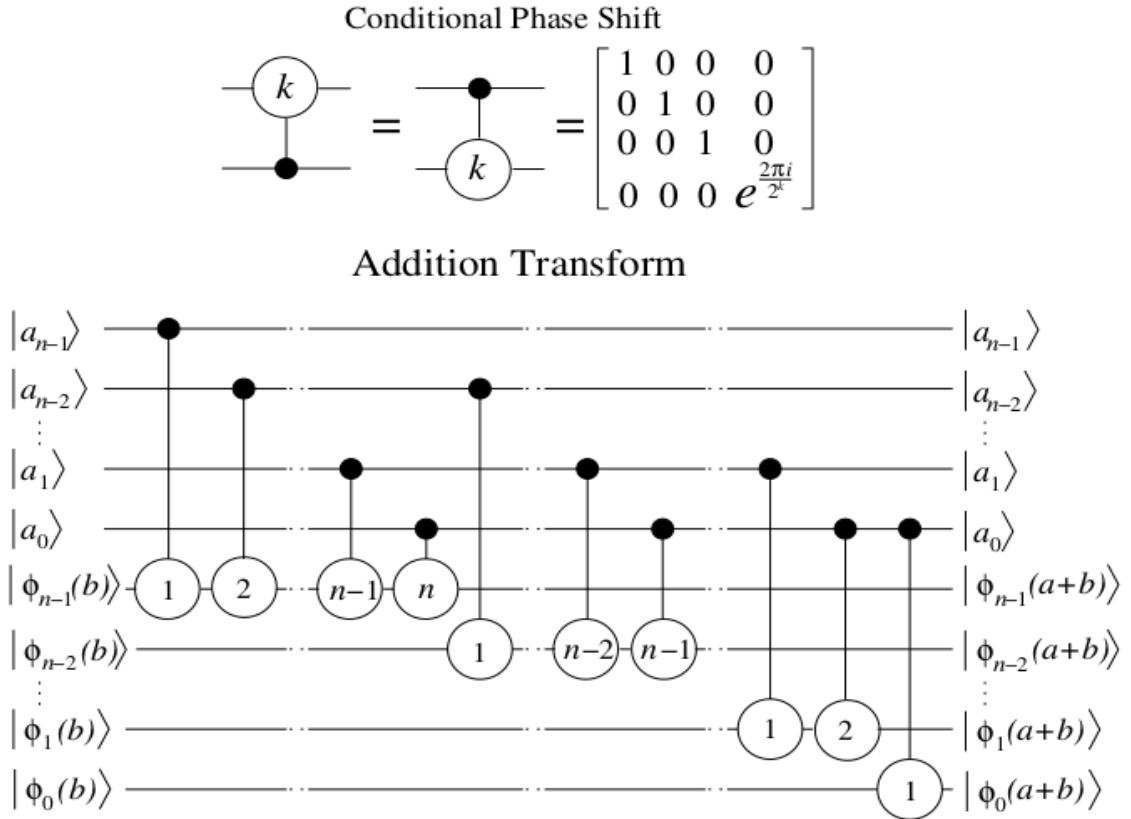 Conditional Phase Shift
k = k = [ 1 0 0 0
0 1 0 0
0 0 1 0
0 0 0 e^{2πi/2^k} ]
Addition Transform
|a_{n−1}⟩ |a_{n−1}⟩
|a_{n−2}⟩ |a_{n−2}⟩
|a_1⟩ |a_1⟩
|a_0⟩ |a_0⟩
|ϕ_{n−1}(b)⟩ 1 2 n−1 n |ϕ_{n−1}(a+b)⟩
|ϕ_{n−2}(b)⟩ 1 n−2 n−1 |ϕ_{n−2}(a+b)⟩
|ϕ_1(b)⟩ 1 2 |ϕ_1(a+b)⟩
|ϕ_0(b)⟩ 1 |ϕ_0(a+b)⟩